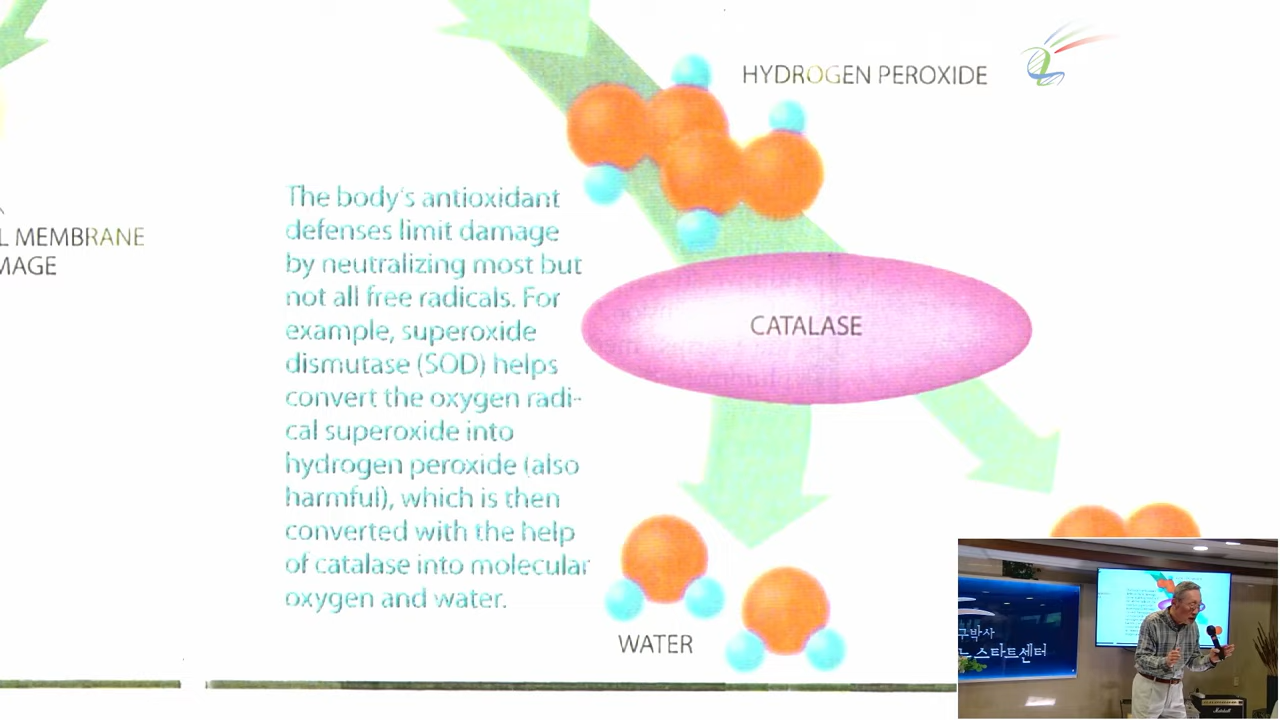 HYDROGEN PEROXIDE
L MEMBRANE
MAGE
The body's antioxidant
defenses limit damage
by neutralizing most but
not all free radicals. For
example, superoxide
dismutase (SOD) helps
convert the oxygen radi-
cal superoxide into
hydrogen peroxide (also
harmful), which is then
converted with the help
of catalase into molecular
oxygen and water.
CATALASE
WATER
구박사
스타트센터
Marshall